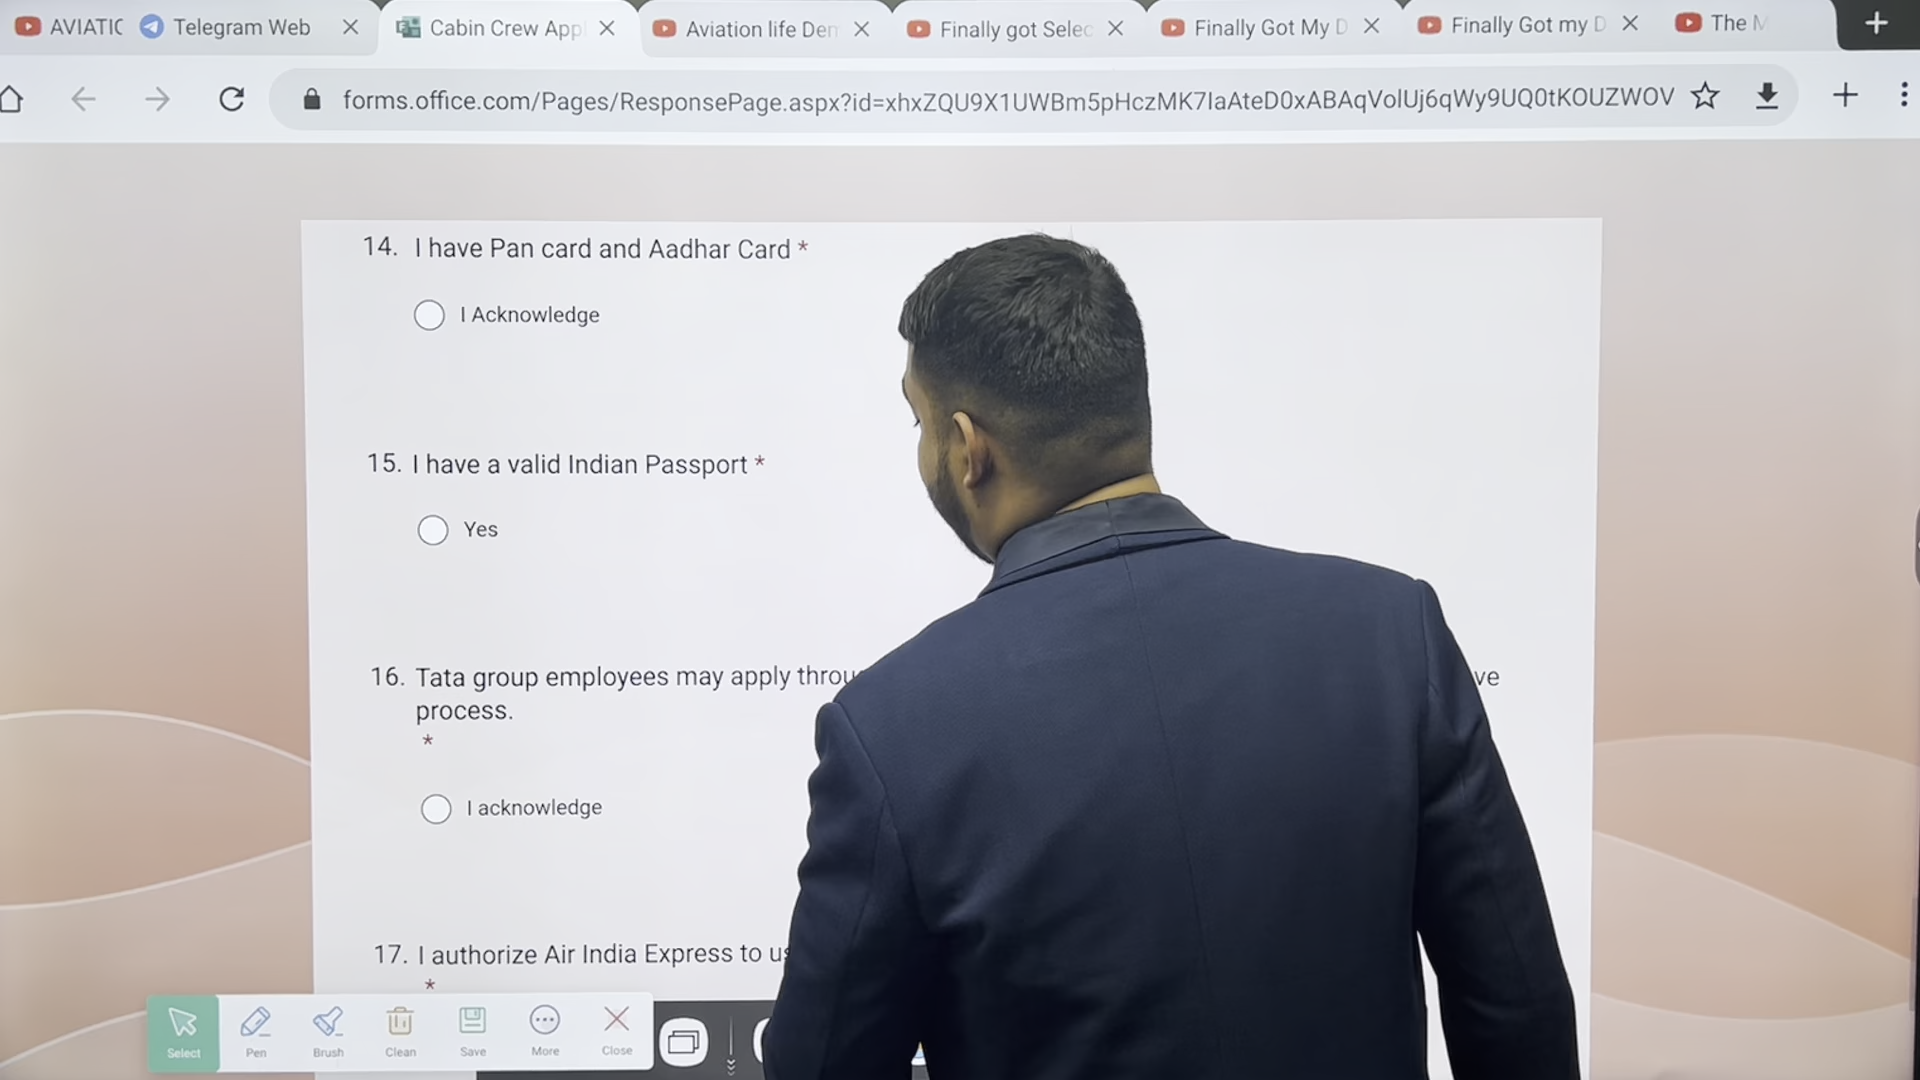 AVIATIC
Telegram Web
Cabin Crew App
Aviation life Den
Finally got Selec
Finally Got My D
Finally Got my D
The M
forms.office.com/Pages/ResponsePage.aspx?id=xhxZQU9X1UWBm5pHczMK7IaAteD0xABAqVolUj6qWy9UQ0tKOUZWOV
14. I have Pan card and Aadhar Card *
I Acknowledge
15. I have a valid Indian Passport *
Yes
16. Tata group employees may apply throu ve
process.
*
I acknowledge
17. I authorize Air India Express to us
*
Select
Pen
Brush
Clean
Save
More
Close